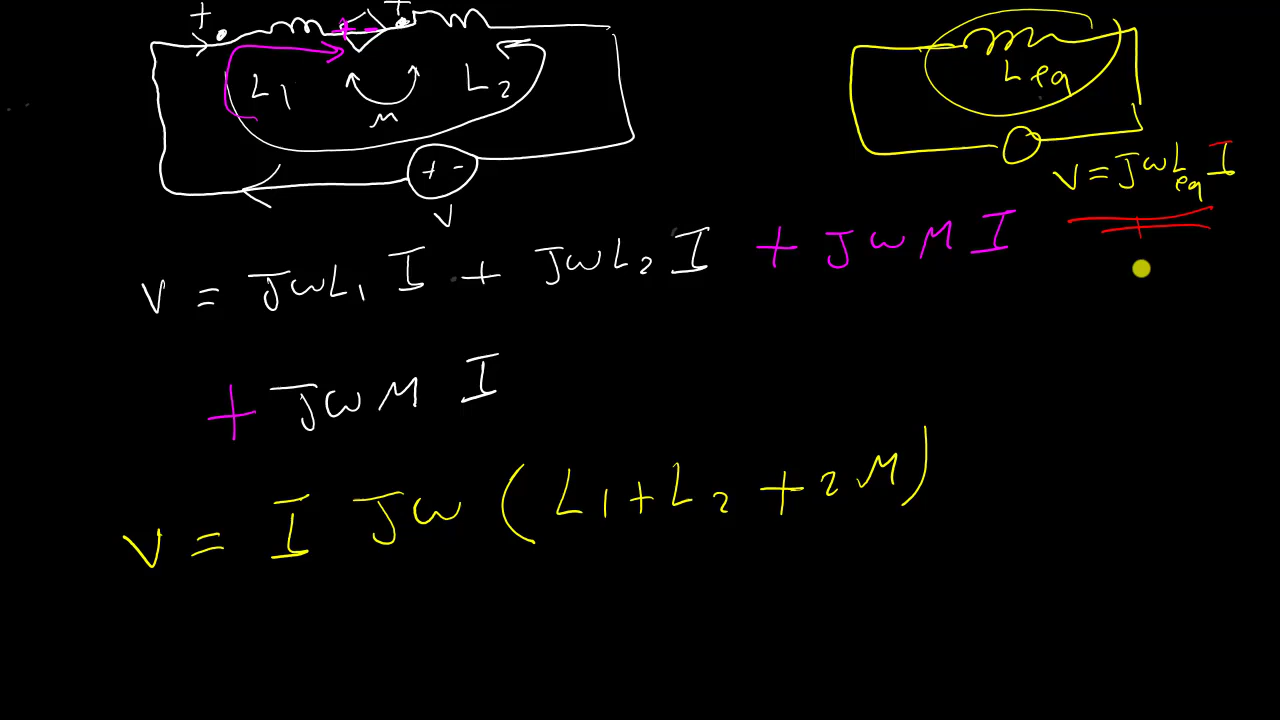 + + - +
L1 M L2
+ -
V
Leq
V = JωLeq I
V = JωL1 I + JωL2 I + JωM I
+ JωM I
V = I Jω (L1 + L2 + 2M)